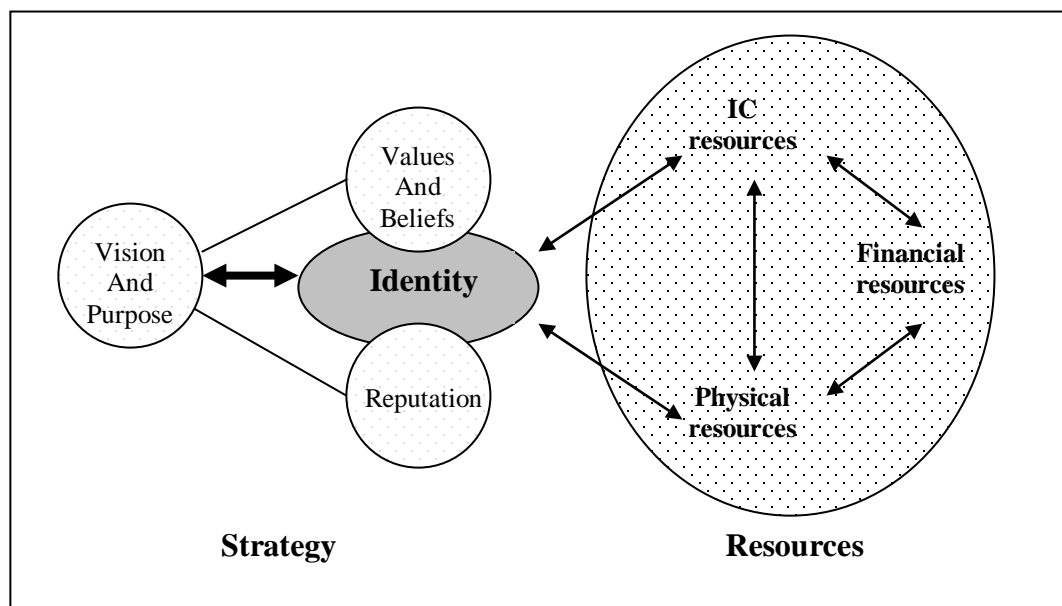 Vision
And
Purpose
Values
And
Beliefs
Identity
Reputation
IC
resources
Financial
resources
Physical
resources
Strategy
Resources